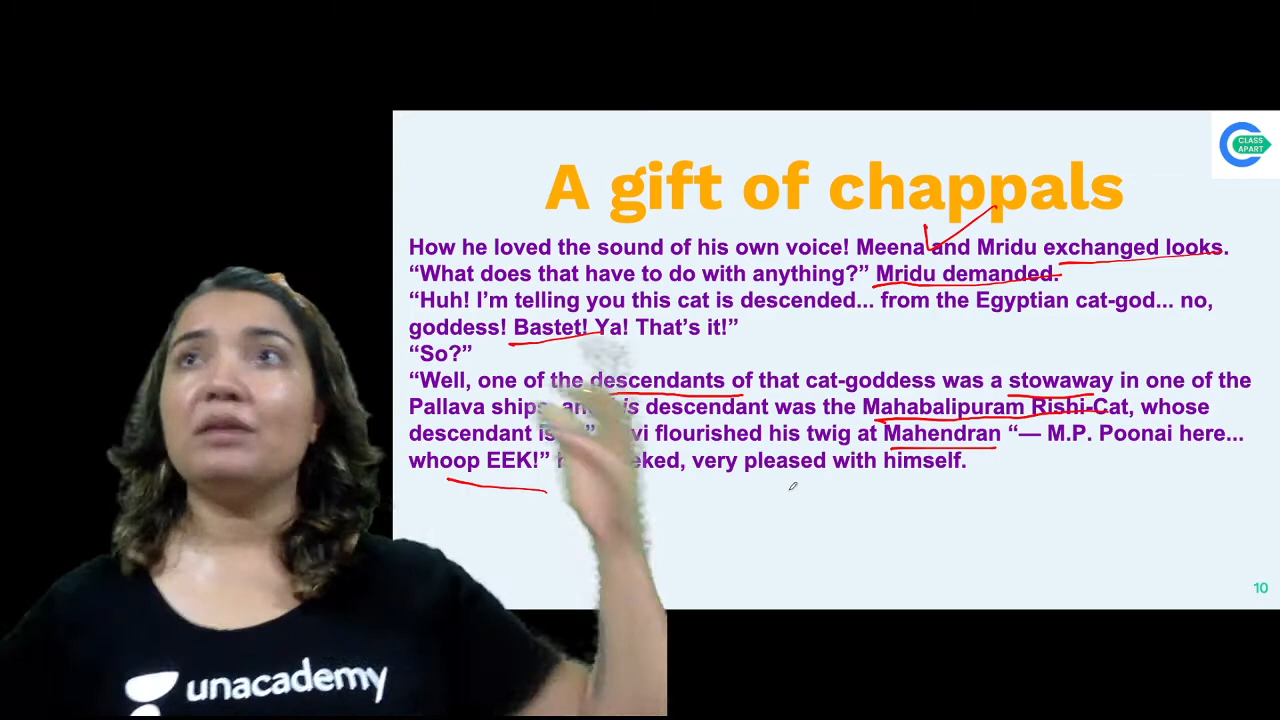 CLASS
APART
A gift of chappals
How he loved the sound of his own voice! Meena and Mridu exchanged looks.
“What does that have to do with anything?” Mridu demanded.
“Huh! I’m telling you this cat is descended... from the Egyptian cat-god... no,
goddess! Bastet! Ya! That’s it!”
“So?”
“Well, one of the descendants of that cat-goddess was a stowaway in one of the
Pallava ships, descendant was the Mahabalipuram Rishi-Cat, whose
descendant flourished his twig at Mahendran “— M.P. Poonai here...
whoop EEK!” very pleased with himself.
10
unacademy